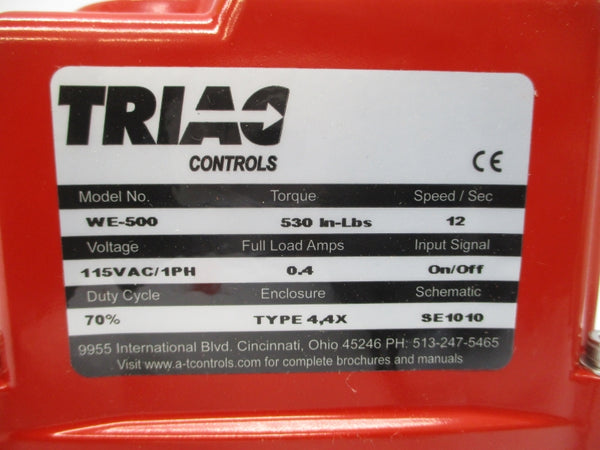 TRIAC
CONTROLS
CE
Model No. Torque Speed / Sec
WE-500 530 In-Lbs 12
Voltage Full Load Amps Input Signal
115VAC/1PH 0.4 On/Off
Duty Cycle Enclosure Schematic
70% TYPE 4,4X SE1010
9955 International Blvd. Cincinnati, Ohio 45246 PH: 513-247-5465
Visit www.a-tcontrols.com for complete brochures and manuals